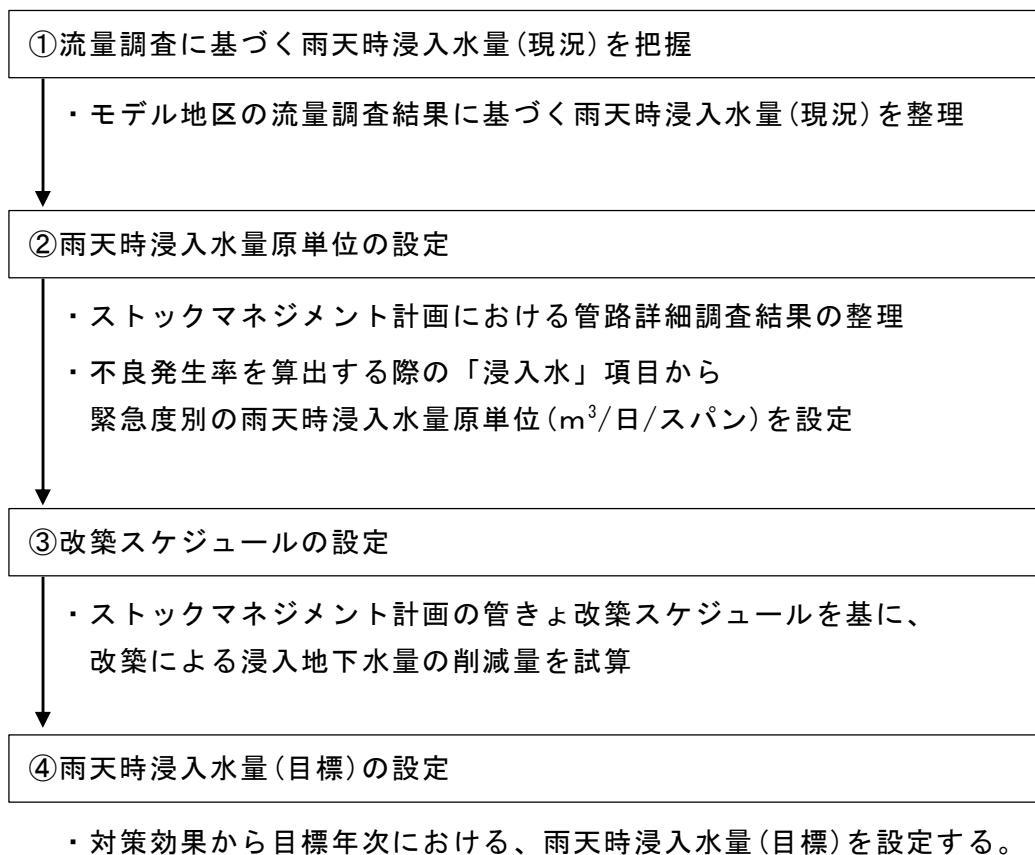 ①流量調査に基づく雨天時浸入水量(現況)を把握
・モデル地区の流量調査結果に基づく雨天時浸入水量(現況)を整理
②雨天時浸入水量原単位の設定
・ストックマネジメント計画における管路詳細調査結果の整理
・不良発生率を算出する際の「浸入水」項目から
緊急度別の雨天時浸入水量原単位(m³/日/スパン)を設定
③改築スケジュールの設定
・ストックマネジメント計画の管きょ改築スケジュールを基に、
改築による浸入地下水量の削減量を試算
④雨天時浸入水量(目標)の設定
・対策効果から目標年次における、雨天時浸入水量(目標)を設定する。